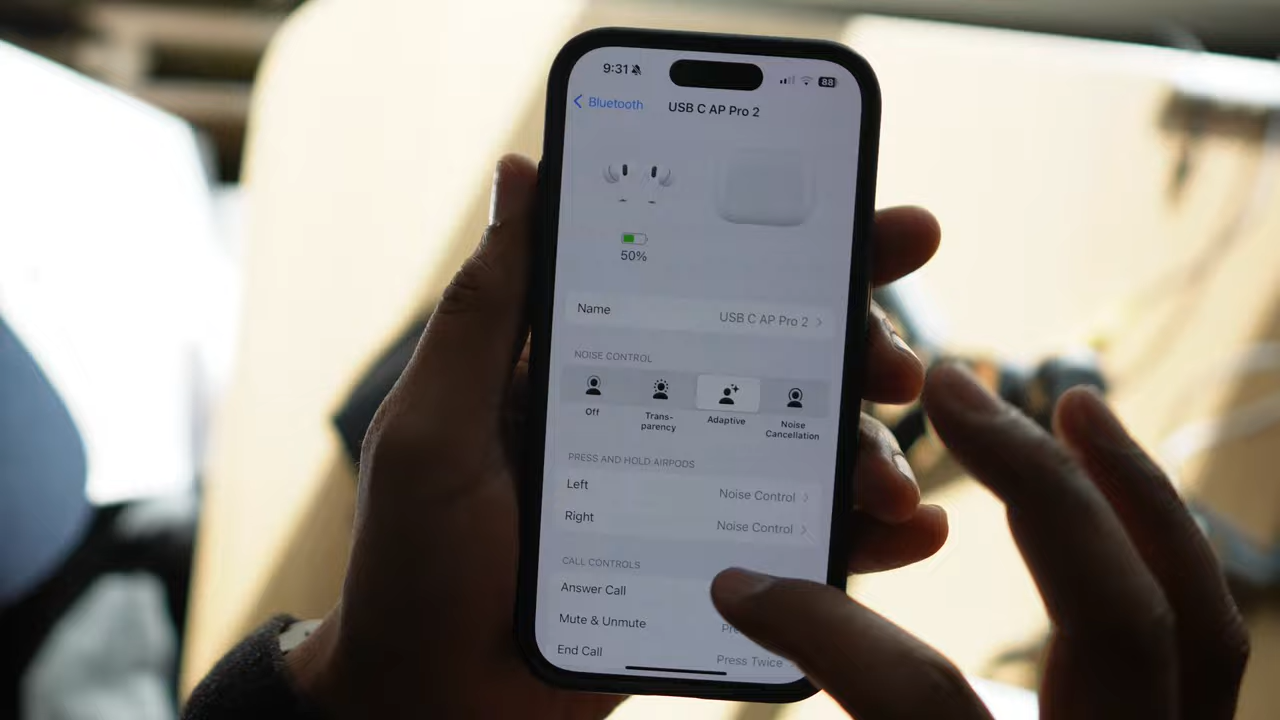 9:31
88
Bluetooth
USB C AP Pro 2
50%
Name
USB C AP Pro 2
NOISE CONTROL
Off
Trans-
parency
Adaptive
Noise
Cancellation
PRESS AND HOLD AIRPODS
Left
Noise Control
Right
Noise Control
CALL CONTROLS
Answer Call
Mute & Unmute
End Call
Press Twice